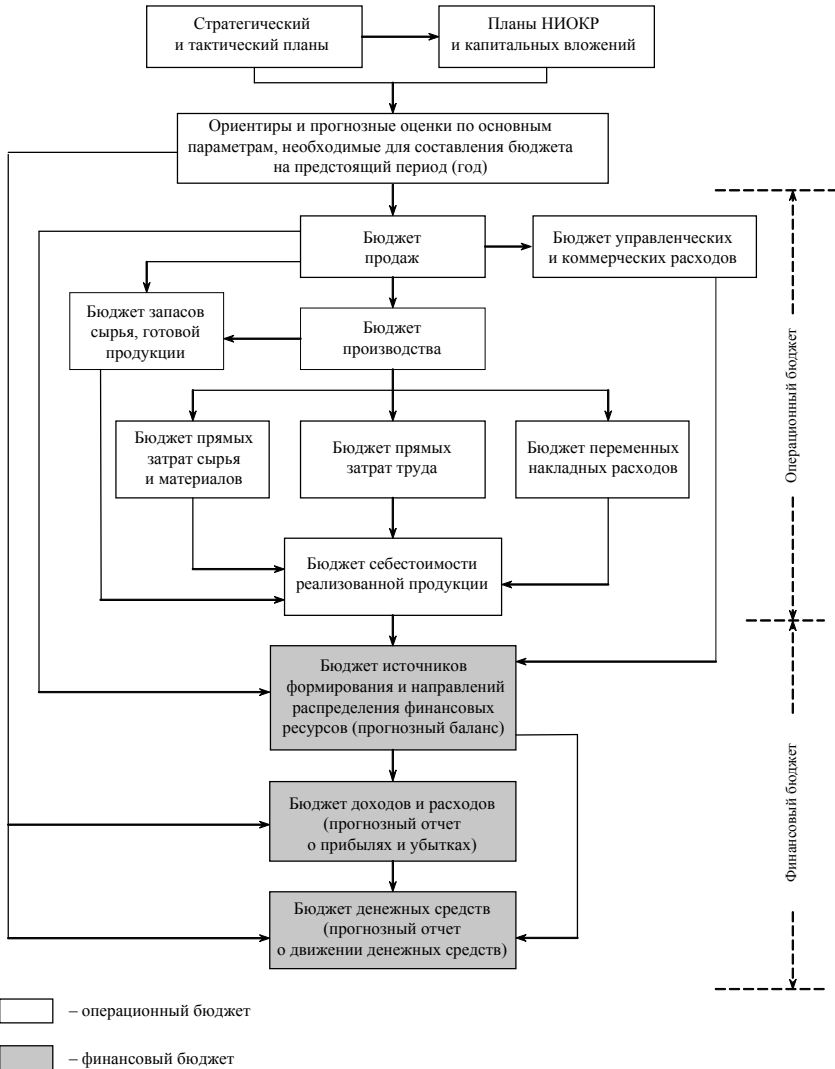 Стратегический
и тактический планы
Планы НИОКР
и капитальных вложений
Ориентиры и прогнозные оценки по основным
параметрам, необходимые для составления бюджета
на предстоящий период (год)
Бюджет
продаж
Бюджет управленческих
и коммерческих расходов
Бюджет запасов
сырья, готовой
продукции
Бюджет
производства
Бюджет прямых
затрат сырья
и материалов
Бюджет прямых
затрат труда
Бюджет переменных
накладных расходов
Бюджет себестоимости
реализованной продукции
Операционный бюджет
Бюджет источников
формирования и направлений
распределения финансовых
ресурсов (прогнозный баланс)
Бюджет доходов и расходов
(прогнозный отчет
о прибылях и убытках)
Бюджет денежных средств
(прогнозный отчет
о движении денежных средств)
Финансовый бюджет
– операционный бюджет
– финансовый бюджет